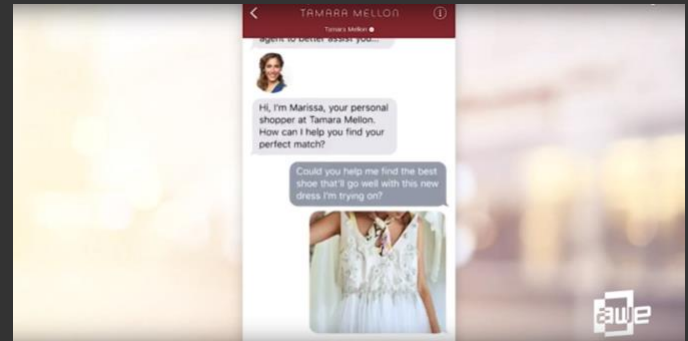 TAMARA MELLON
Tamara Mellon
agent to better assist you...
Hi, I'm Marissa, your personal
shopper at Tamara Mellon.
How can I help you find your
perfect match?
Could you help me find the best
shoe that'll go well with this new
dress I'm trying on?
awe